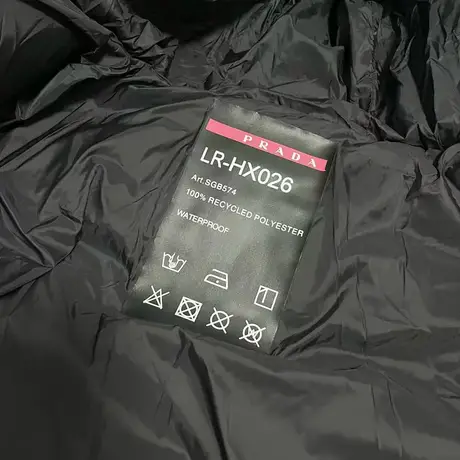 PRADA
LR-HX026
Art.SGB574
100% RECYCLED POLYESTER
WATERPROOF